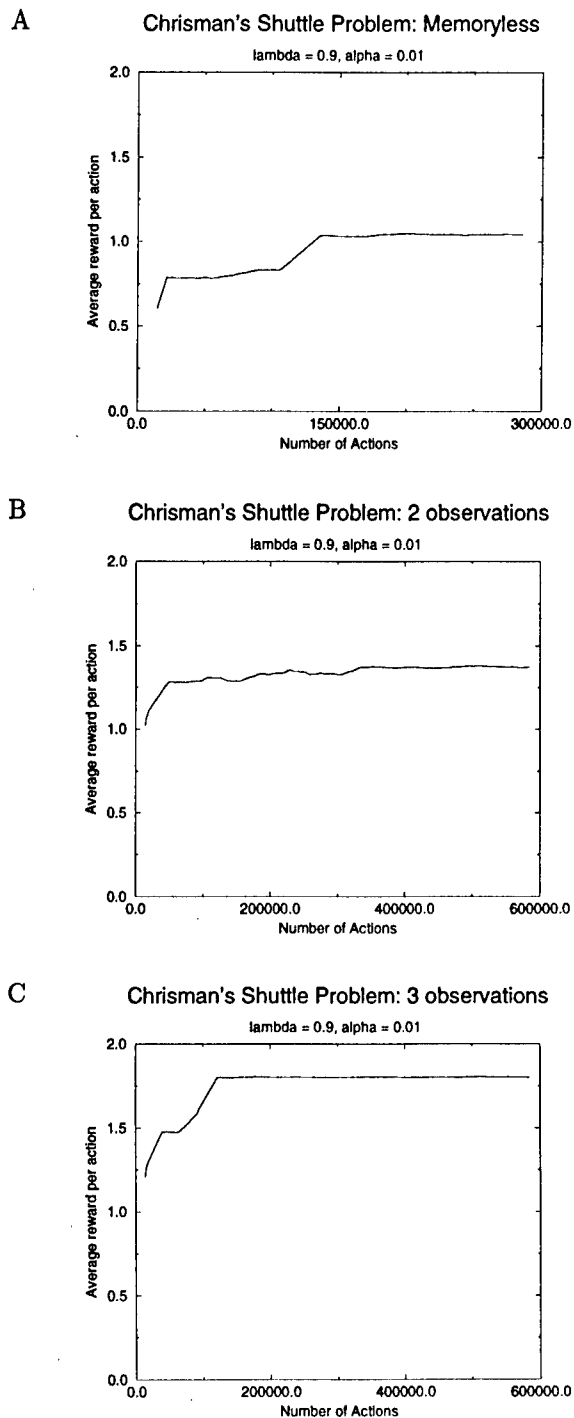 A
Chrisman's Shuttle Problem: Memoryless
lambda = 0.9, alpha = 0.01
2.0
1.5
1.0
0.5
0.0
Average reward per action
0.0 150000.0 300000.0
Number of Actions
B
Chrisman's Shuttle Problem: 2 observations
lambda = 0.9, alpha = 0.01
2.0
1.5
1.0
0.5
0.0
Average reward per action
0.0 200000.0 400000.0 600000.0
Number of Actions
C
Chrisman's Shuttle Problem: 3 observations
lambda = 0.9, alpha = 0.01
2.0
1.5
1.0
0.5
0.0
Average reward per action
0.0 200000.0 400000.0 600000.0
Number of Actions